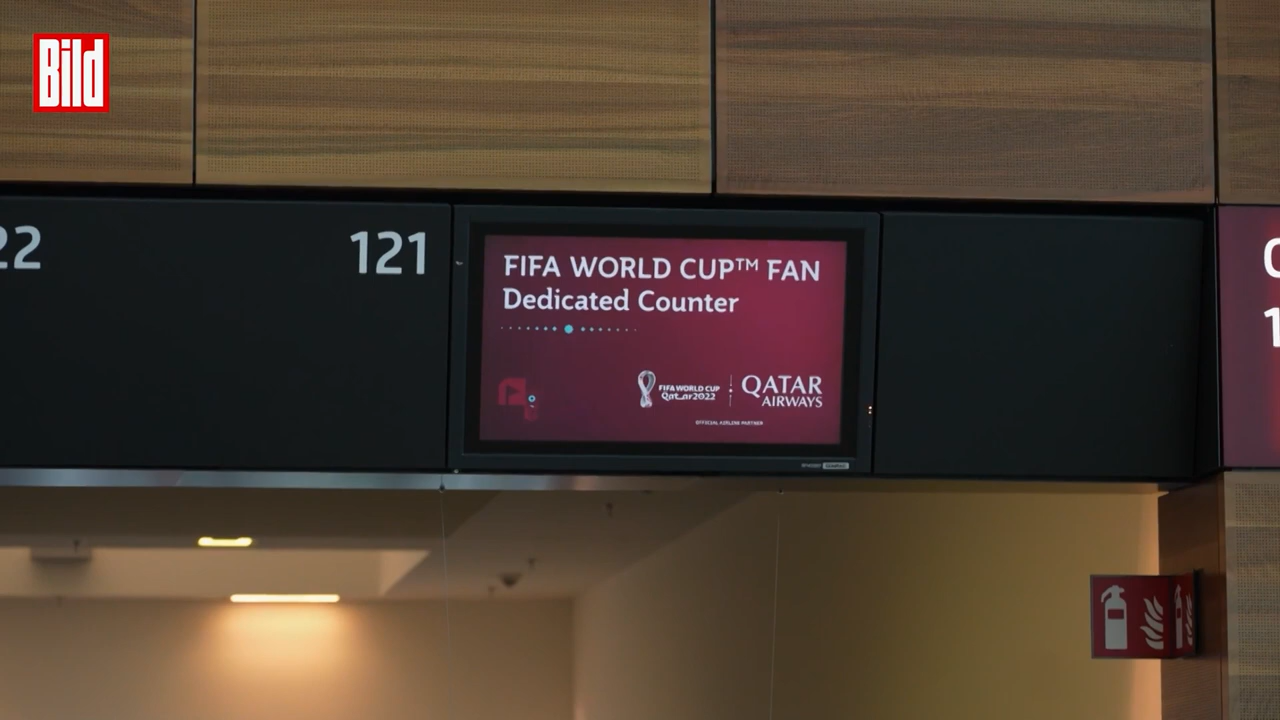 Bild
22
121
FIFA WORLD CUP™ FAN
Dedicated Counter
FIFA WORLD CUP
Qatar2022
QATAR
AIRWAYS
OFFICIAL AIRLINE PARTNER